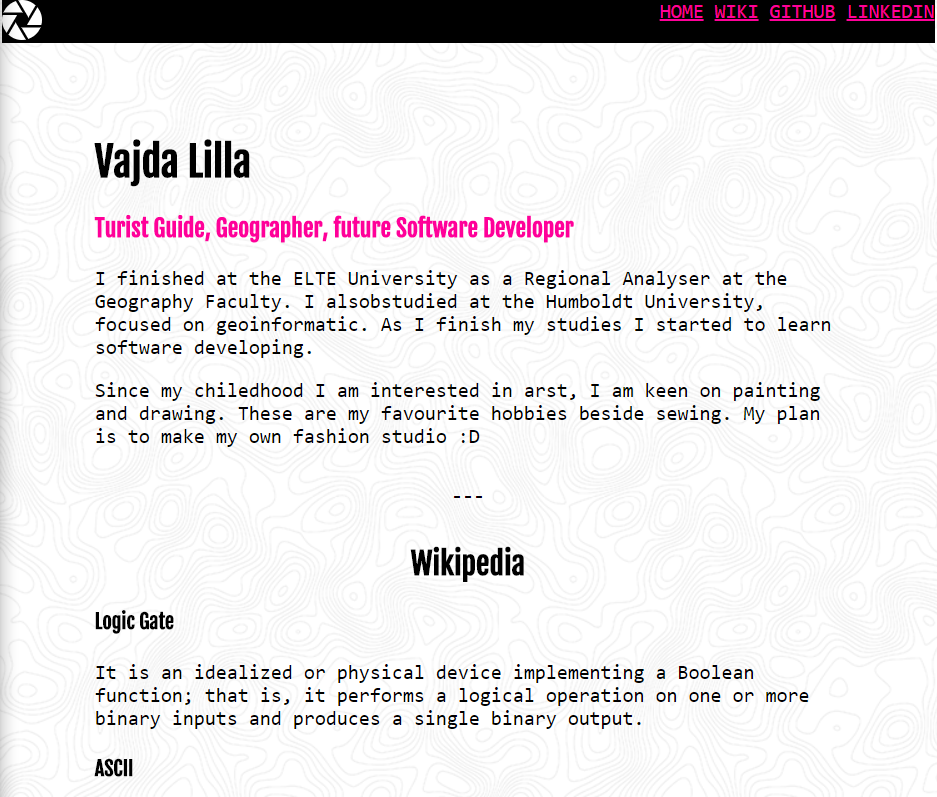 HOME WIKI GITHUB LINKEDIN
Vajda Lilla
Turist Guide, Geographer, future Software Developer
I finished at the ELTE University as a Regional Analyser at the
Geography Faculty. I alsobstudied at the Humboldt University,
focused on geoinformatic. As I finish my studies I started to learn
software developing.
Since my chiledhood I am interested in arst, I am keen on painting
and drawing. These are my favourite hobbies beside sewing. My plan
is to make my own fashion studio :D
---
Wikipedia
Logic Gate
It is an idealized or physical device implementing a Boolean
function; that is, it performs a logical operation on one or more
binary inputs and produces a single binary output.
ASCII